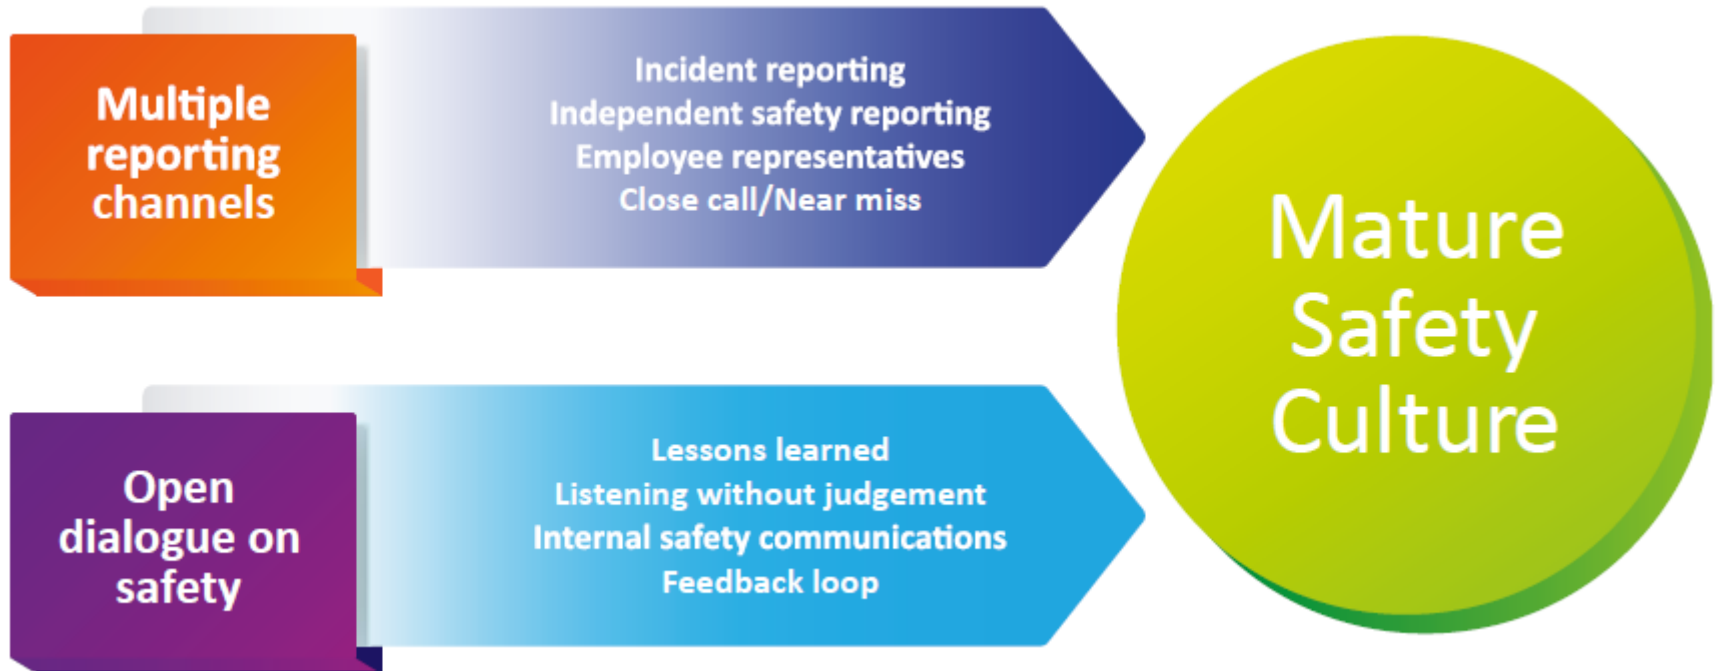 Multiple
reporting
channels
Incident reporting
Independent safety reporting
Employee representatives
Close call/Near miss
Open
dialogue on
safety
Lessons learned
Listening without judgement
Internal safety communications
Feedback loop
Mature
Safety
Culture